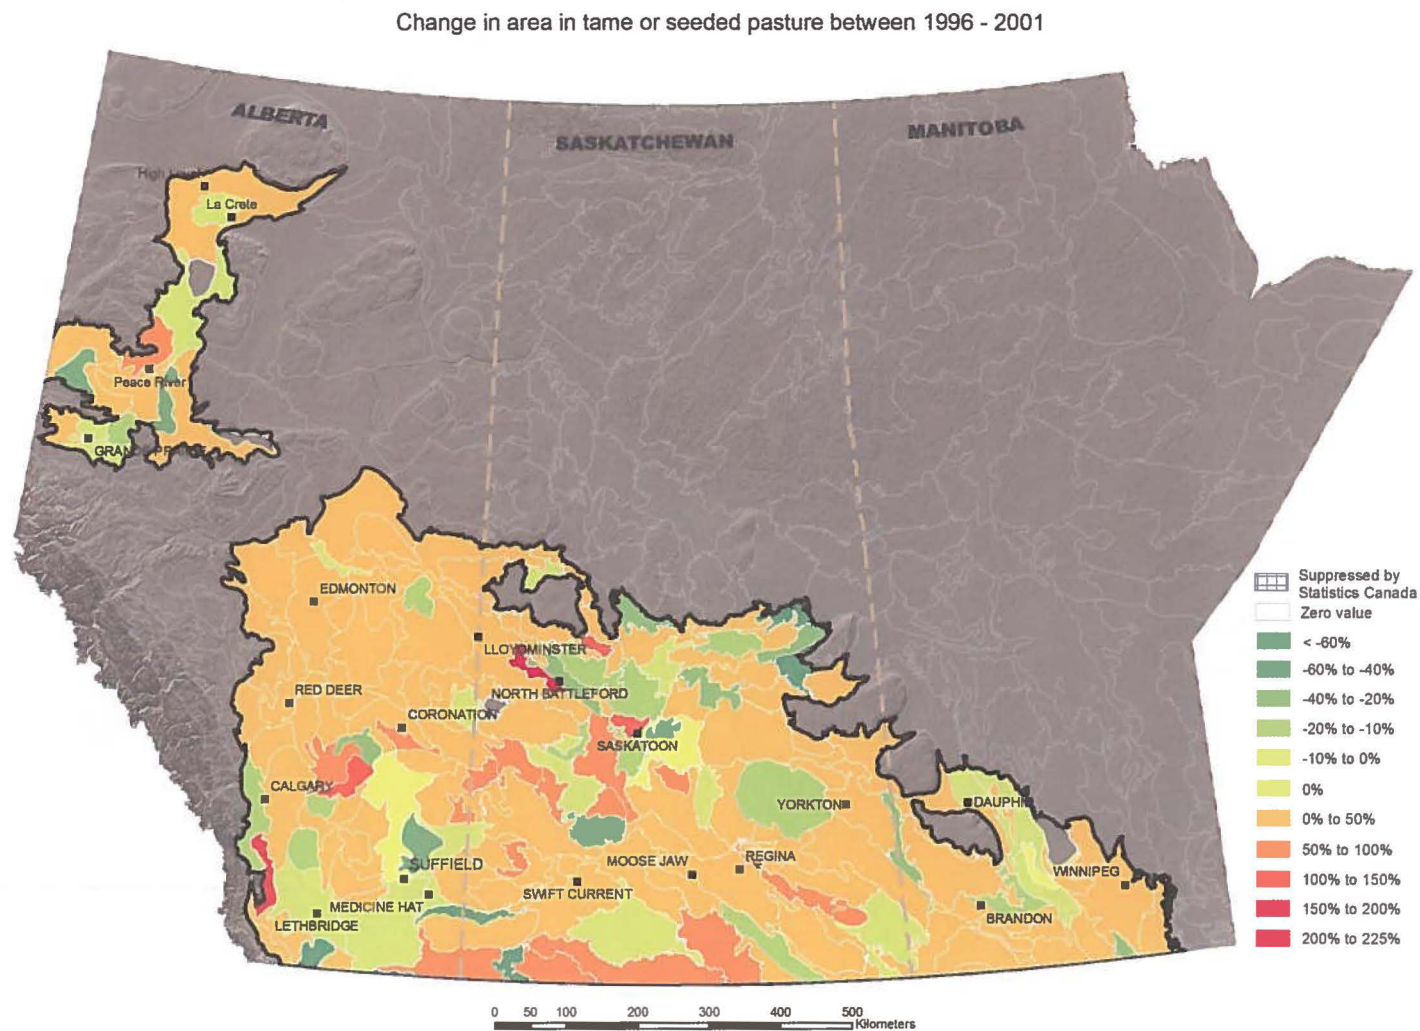 Change in area in tame or seeded pasture between 1996 - 2001
ALBERTA
SASKATCHEWAN
MANITOBA
High
La Crete
Peace River
GRANDE PRAIRIE
EDMONTON
LLOYDMINSTER
NORTH BATTLEFORD
RED DEER
CORONATION
SASKATOON
CALGARY
YORKTON
DAUPHIN
SUFFIELD
MOOSE JAW
REGINA
WINNIPEG
SWIFT CURRENT
MEDICINE HAT
LETHBRIDGE
BRANDON
Suppressed by
Statistics Canada
Zero value
< -60%
-60% to -40%
-40% to -20%
-20% to -10%
-10% to 0%
0%
0% to 50%
50% to 100%
100% to 150%
150% to 200%
200% to 225%
0 50 100 200 300 400 500
Kilometers